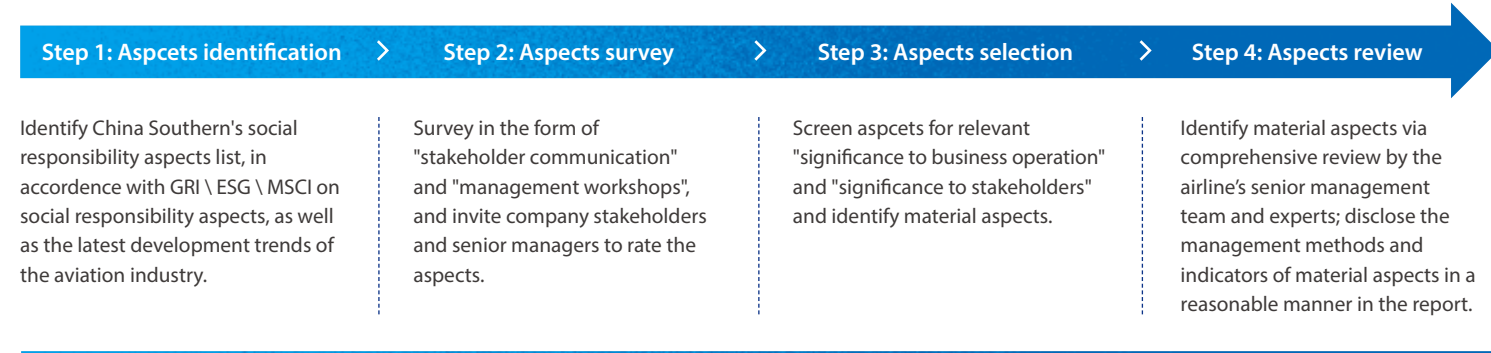 Step 1: Aspcets identification
Step 2: Aspects survey
Step 3: Aspects selection
Step 4: Aspects review
Identify China Southern's social
responsibility aspects list, in
accordance with GRI \ ESG \ MSCI on
social responsibility aspects, as well
as the latest development trends of
the aviation industry.
Survey in the form of
"stakeholder communication"
and "management workshops",
and invite company stakeholders
and senior managers to rate the
aspects.
Screen aspcets for relevant
"significance to business operation"
and "significance to stakeholders"
and identify material aspects.
Identify material aspects via
comprehensive review by the
airline’s senior management
team and experts; disclose the
management methods and
indicators of material aspects in a
reasonable manner in the report.